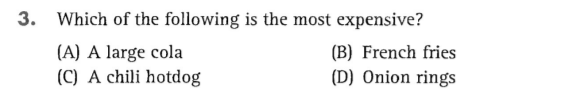 3. Which of the following is the most expensive?
(A) A large cola (B) French fries
(C) A chili hotdog (D) Onion rings